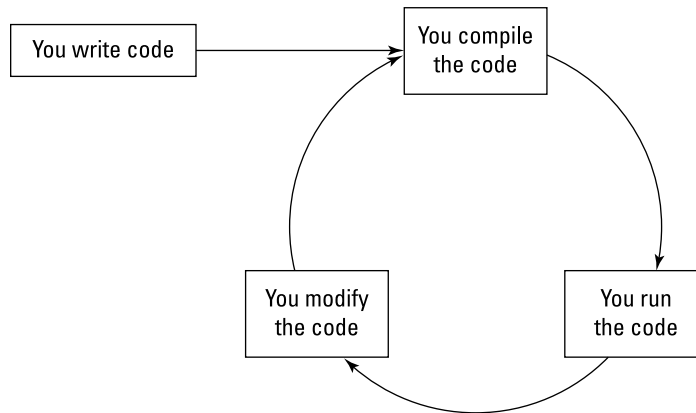 You write code
You compile
the code
You modify
the code
You run
the code